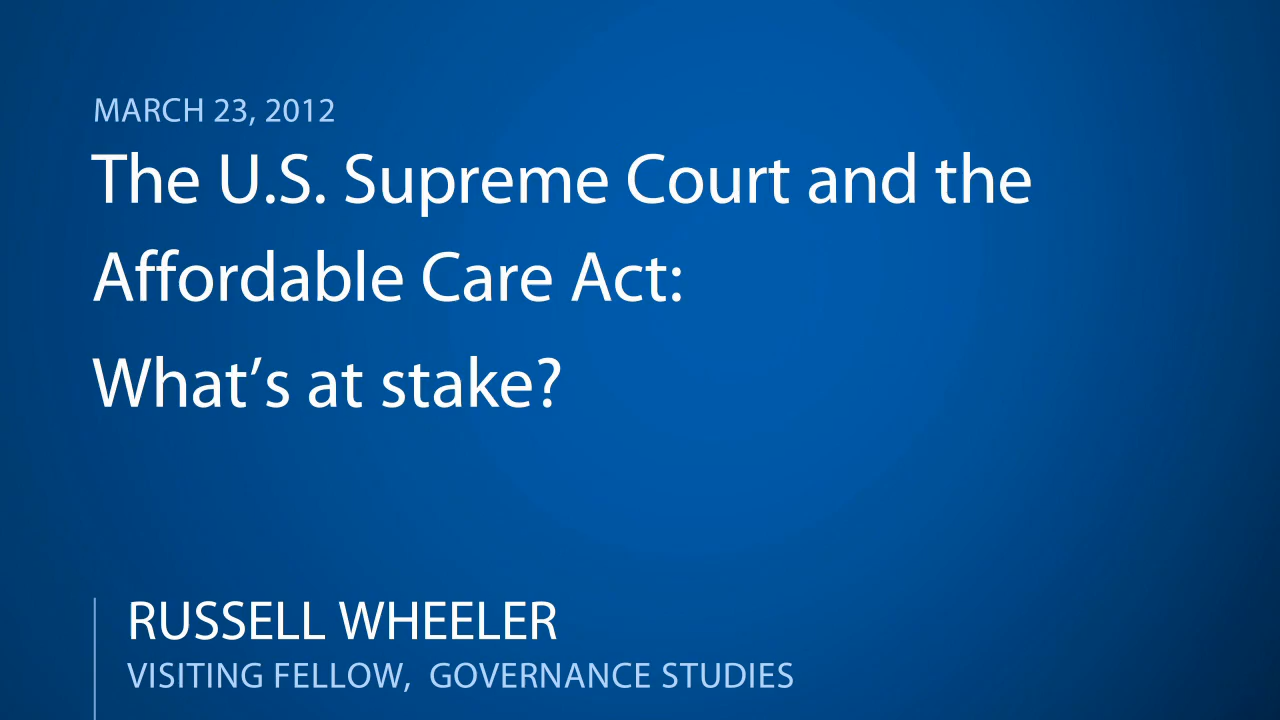 MARCH 23, 2012
The U.S. Supreme Court and the
Affordable Care Act:
What’s at stake?
RUSSELL WHEELER
VISITING FELLOW, GOVERNANCE STUDIES